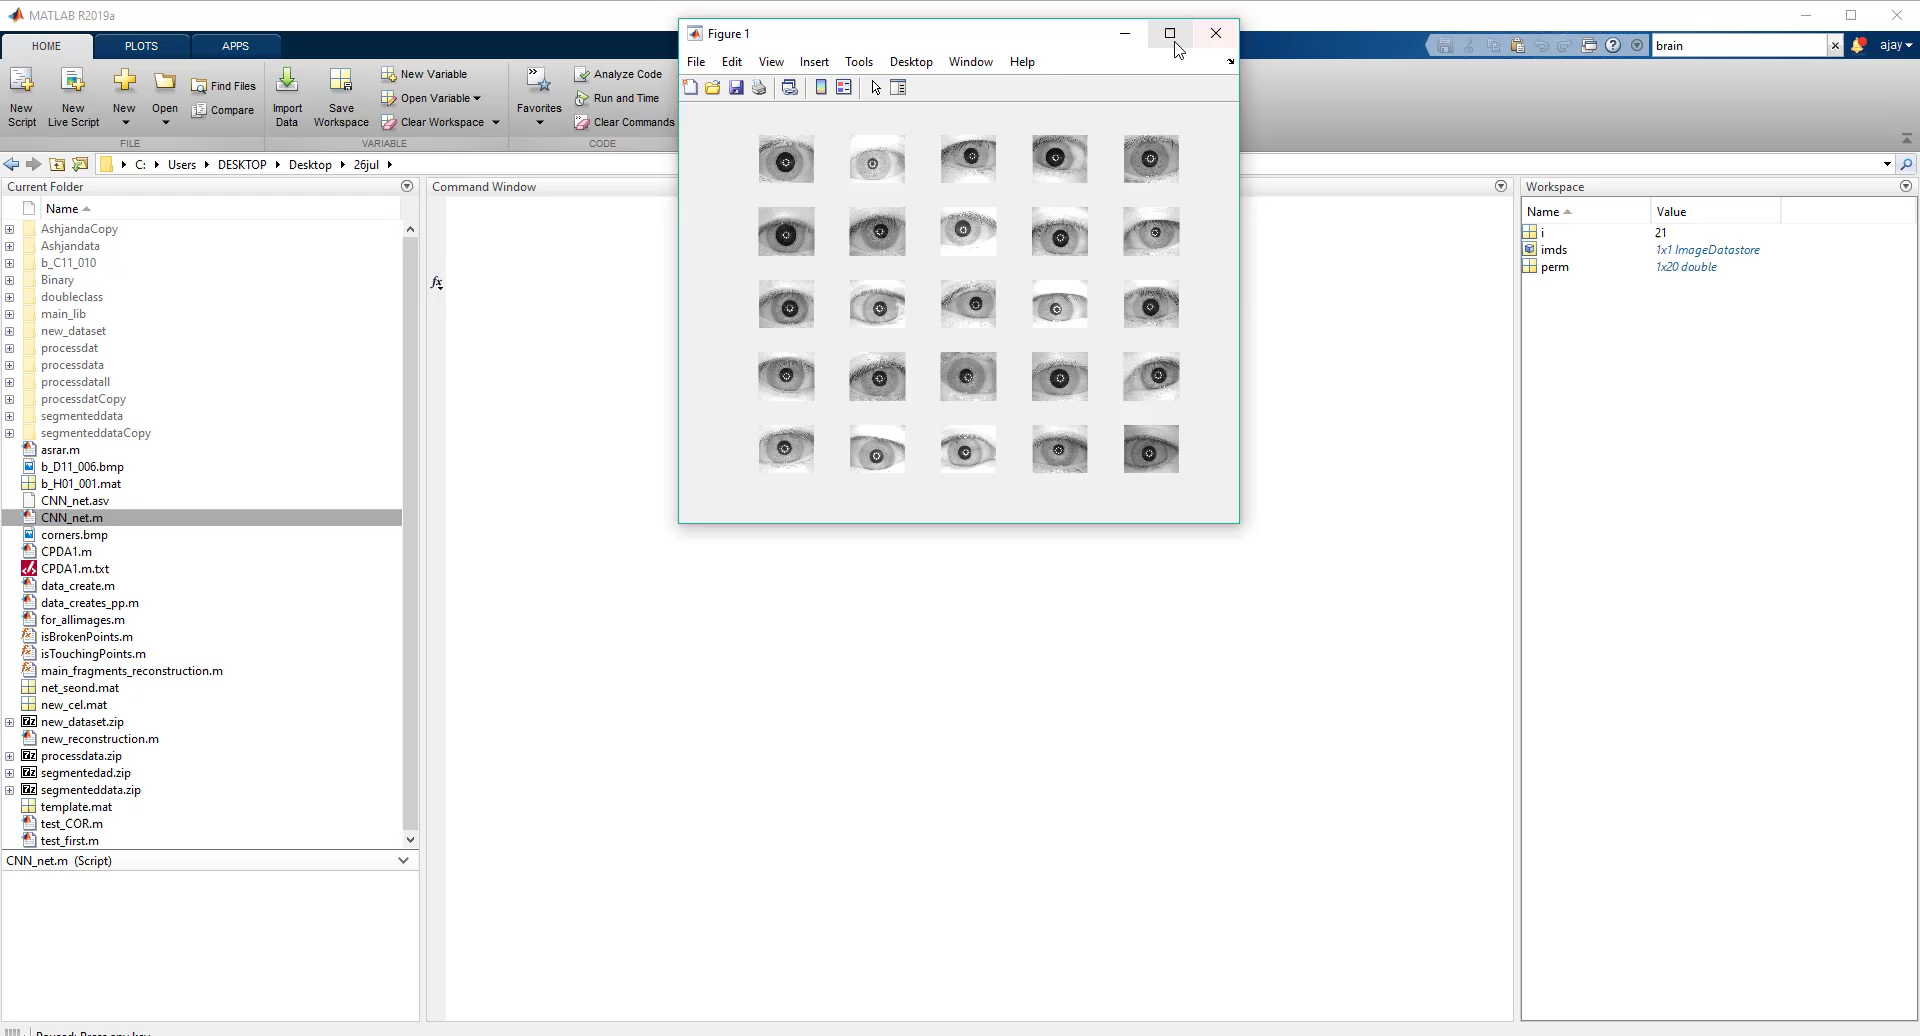 MATLAB R2019a
Figure 1
HOME
PLOTS
APPS
brain
ajay
File Edit View Insert Tools Desktop Window Help
New Script
New Live Script
New
Open
Find Files
Compare
Import Data
Save Workspace
New Variable
Open Variable
Clear Workspace
Favorites
Analyze Code
Run and Time
Clear Commands
FILE
VARIABLE
CODE
C: Users DESKTOP Desktop 26jul
Current Folder
Command Window
Workspace
Name
Name Value
AshjandaCopy
Ashjandata
b_C11_010
Binary
doubleclass
main_lib
new_dataset
processdat
processdata
processdatall
processdatCopy
segmenteddata
segmenteddataCopy
asrar.m
b_D11_006.bmp
b_H01_001.mat
CNN_net.asv
CNN_net.m
corners.bmp
CPDA1.m
CPDA1.m.txt
data_create.m
data_creates_pp.m
for_allimages.m
isBrokenPoints.m
isTouchingPoints.m
main_fragments_reconstruction.m
net_seond.mat
new_cel.mat
new_dataset.zip
new_reconstruction.m
processdata.zip
segmentedad.zip
segmenteddata.zip
template.mat
test_COR.m
test_first.m
CNN_net.m (Script)
fx
i 21
imds 1x1 ImageDatastore
perm 1x20 double
Paused: Press any key